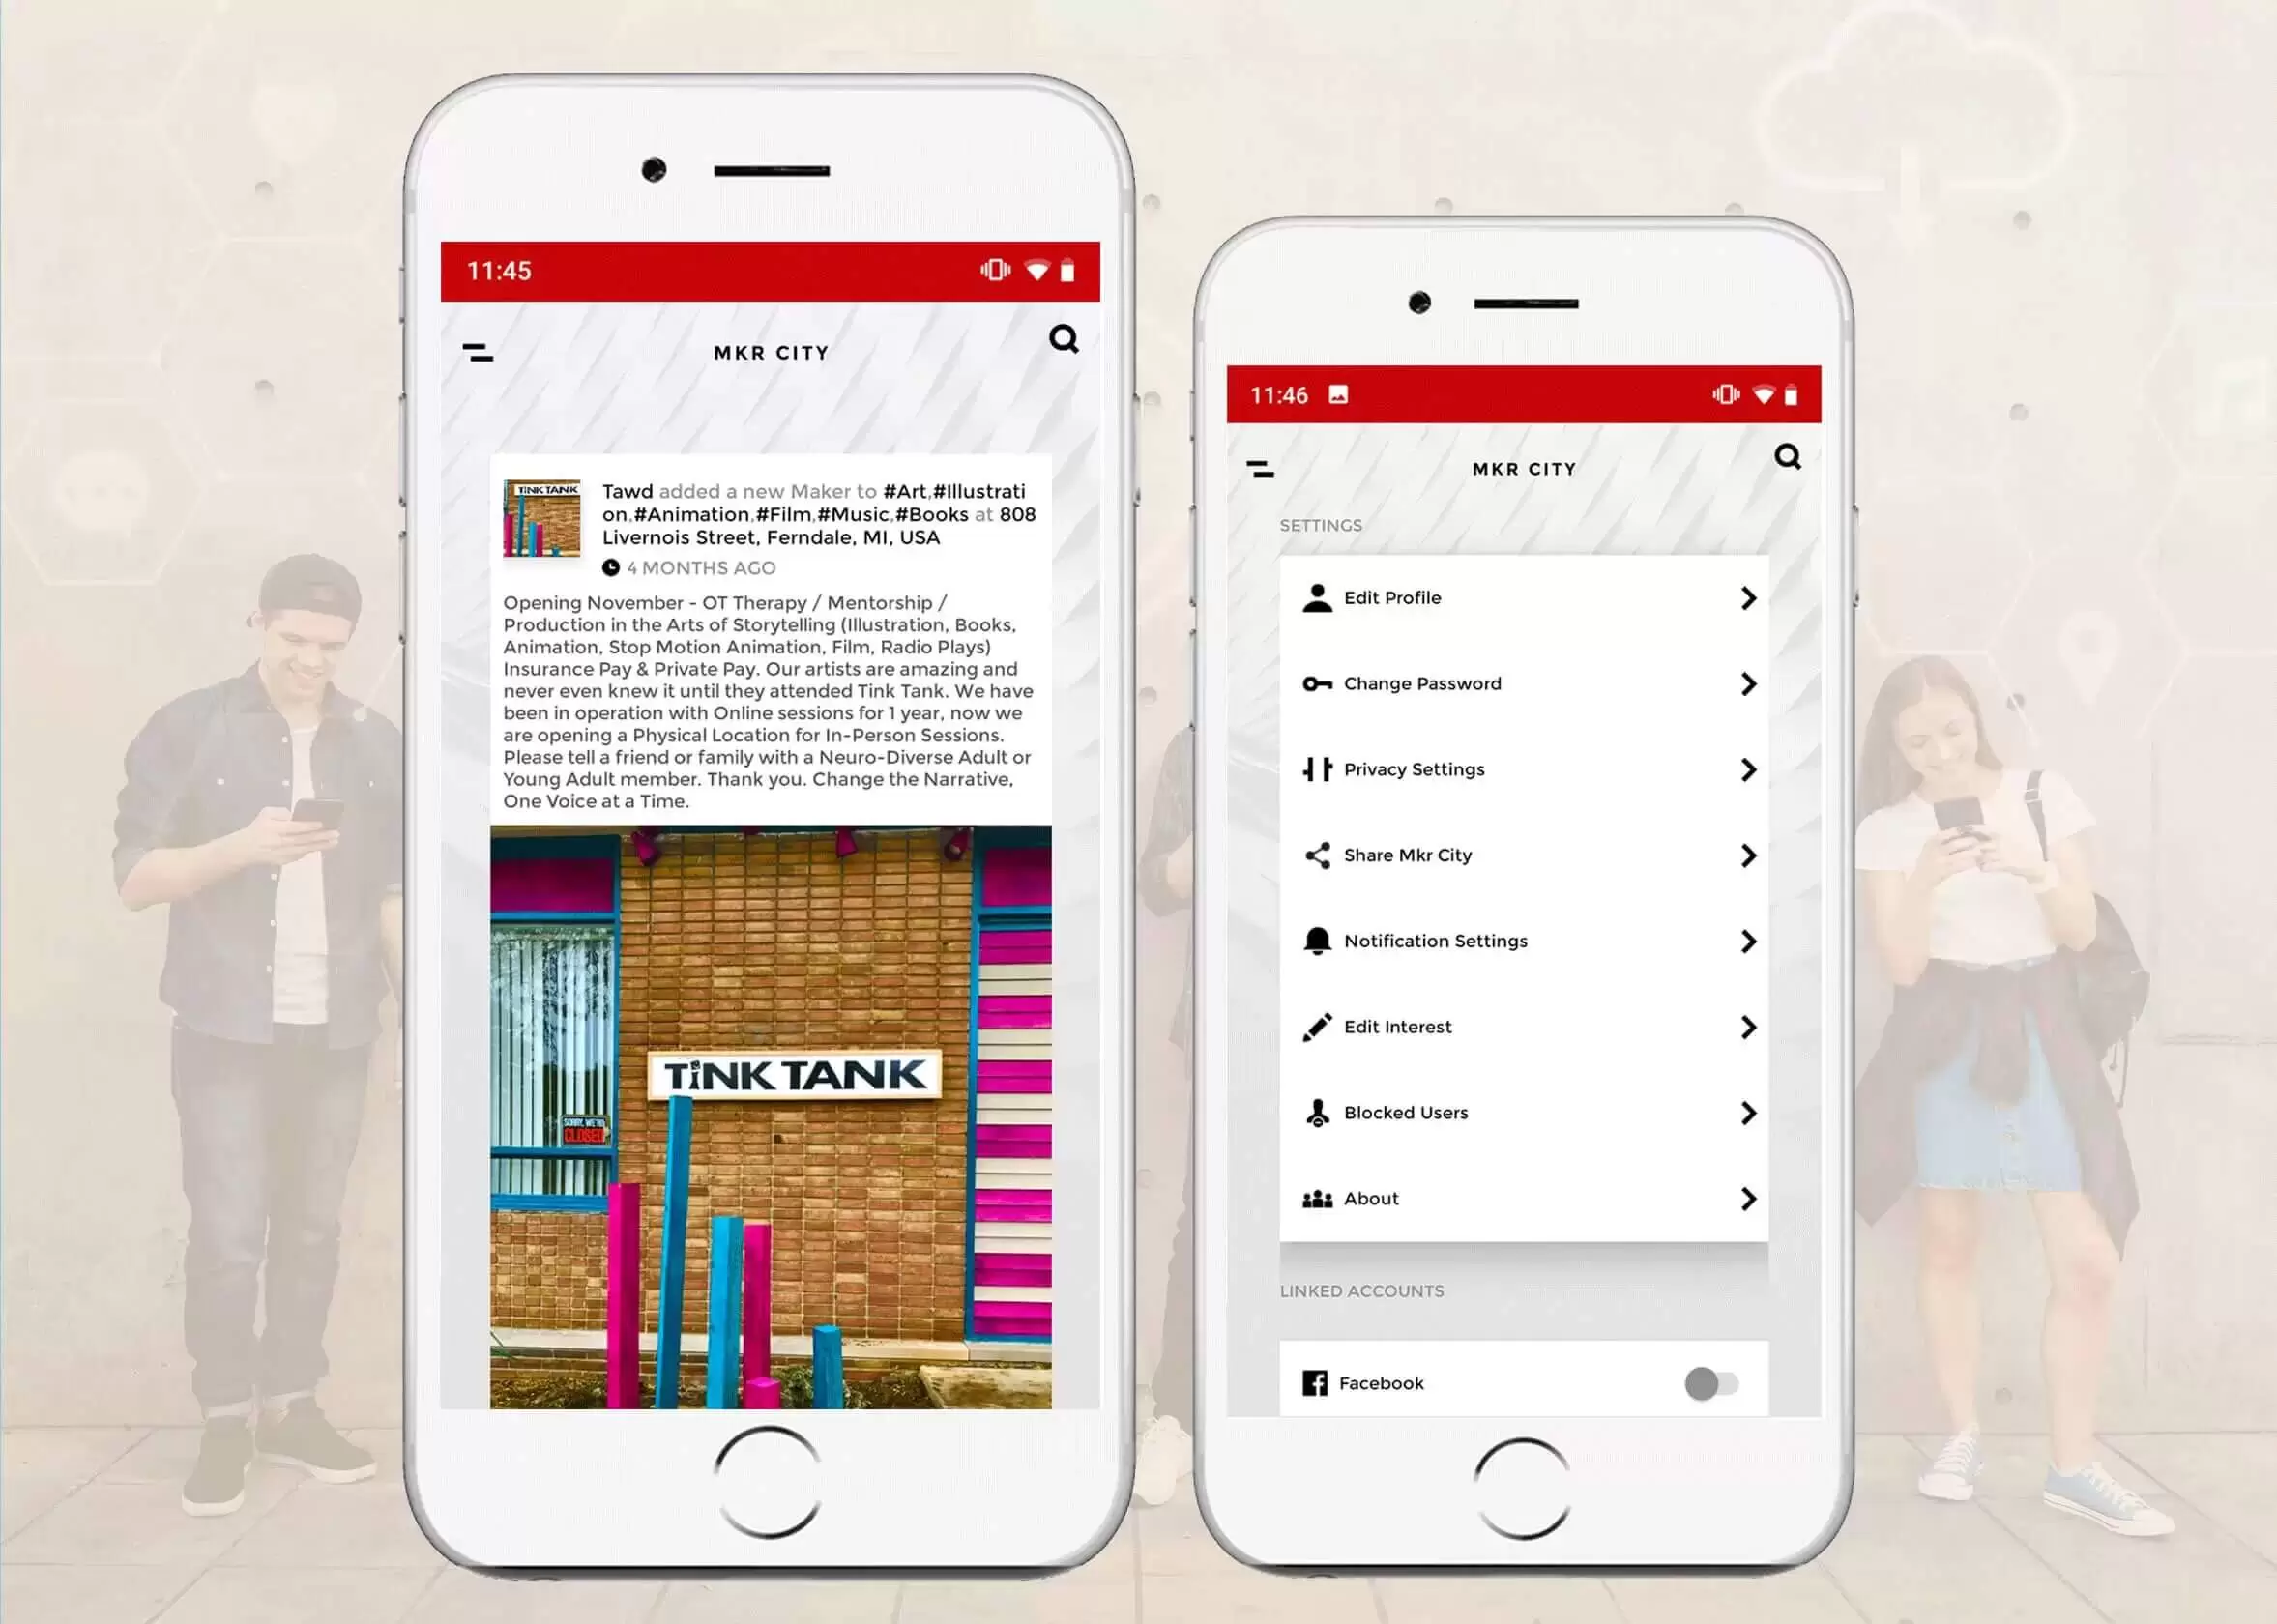 11:45
MKR CITY
TINK TANK
Tawd added a new Maker to #Art,#Illustrati
on,#Animation,#Film,#Music,#Books at 808
Livernois Street, Ferndale, MI, USA
4 MONTHS AGO
Opening November - OT Therapy / Mentorship /
Production in the Arts of Storytelling (Illustration, Books,
Animation, Stop Motion Animation, Film, Radio Plays)
Insurance Pay & Private Pay. Our artists are amazing and
never even knew it until they attended Tink Tank. We have
been in operation with Online sessions for 1 year, now we
are opening a Physical Location for In-Person Sessions.
Please tell a friend or family with a Neuro-Diverse Adult or
Young Adult member. Thank you. Change the Narrative,
One Voice at a Time.
TiNK TANK
SORRY, WE'RE
CLOSED
11:46
MKR CITY
SETTINGS
Edit Profile
Change Password
Privacy Settings
Share Mkr City
Notification Settings
Edit Interest
Blocked Users
About
LINKED ACCOUNTS
Facebook